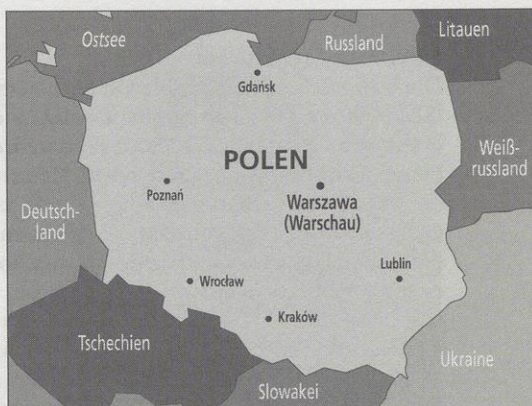 Ostsee
Russland
Litauen
Gdańsk
POLEN
Weiß-
russland
Poznań
Warszawa
(Warschau)
Deutsch-
land
Wrocław
Lublin
Kraków
Tschechien
Ukraine
Slowakei